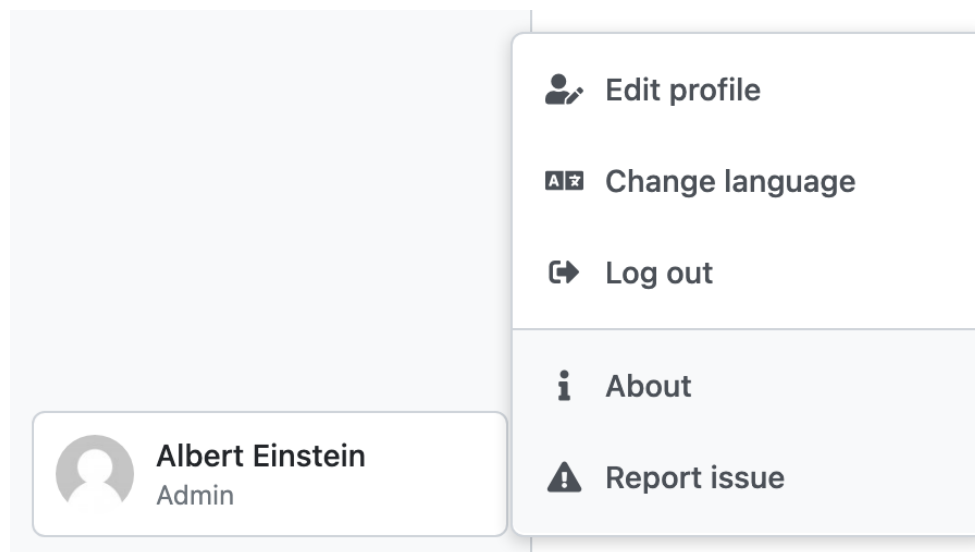 Edit profile
Change language
Log out
About
Report issue
Albert Einstein
Admin